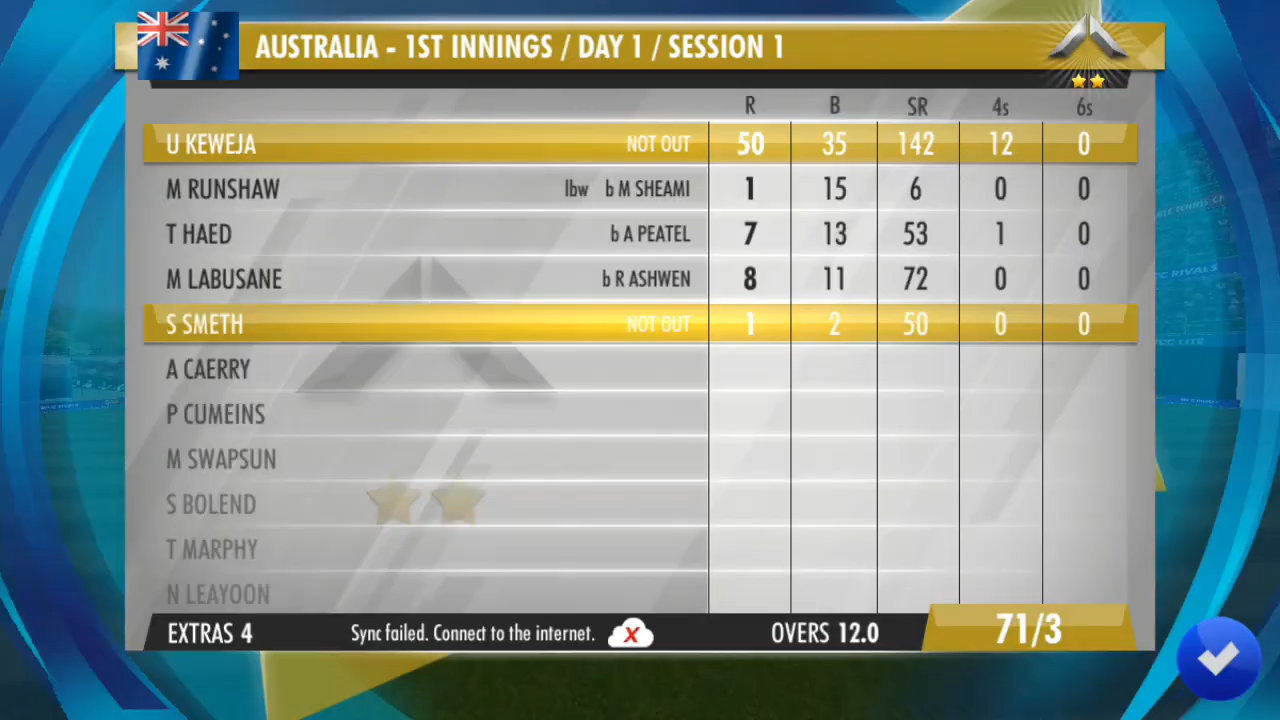 AUSTRALIA - 1ST INNINGS / DAY 1 / SESSION 1
R B SR 4s 6s
U KEWEJA NOT OUT 50 35 142 12 0
M RUNSHAW lbw b M SHEAMI 1 15 6 0 0
T HAED b A PEATEL 7 13 53 1 0
M LABUSANE b R ASHWEN 8 11 72 0 0
S SMETH NOT OUT 1 2 50 0 0
A CAERRY
P CUMEINS
M SWAPSUN
S BOLEND
T MARPHY
N LEAYOON
EXTRAS 4 Sync failed. Connect to the internet. X OVERS 12.0 71/3